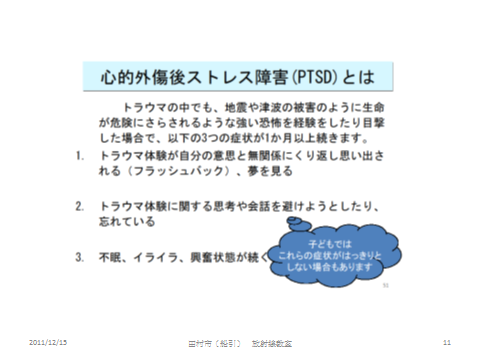 心的外傷後ストレス障害(PTSD)とは
トラウマの中でも、地震や津波の被害のように生命
が危険にさらされるような強い恐怖を経験をしたり目撃
した場合で、以下の3つの症状が1か月以上続きます。
1. トラウマ体験が自分の意思と無関係にくり返し思い出さ
れる（フラッシュバック）、夢を見る
2. トラウマ体験に関する思考や会話を避けようとしたり、
忘れている
3. 不眠、イライラ、興奮状態が続く
子どもでは
これらの症状がはっきりと
しない場合もあります
2011/12/15
田村市（船引） 放射線教室
11